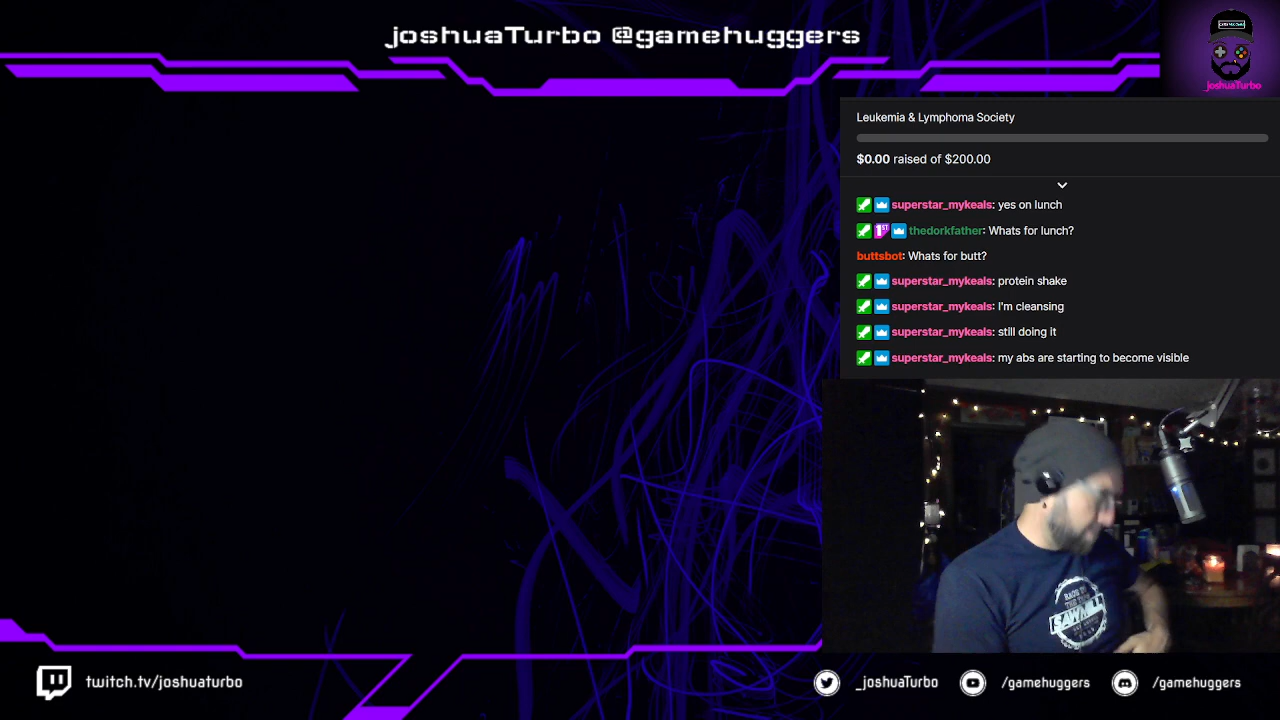 joshuaTurbo @gamehuggers
joshuaTurbo
Leukemia & Lymphoma Society
$0.00 raised of $200.00
superstar_mykeals: yes on lunch
1ST thedorkfather: Whats for lunch?
buttsbot: Whats for butt?
superstar_mykeals: protein shake
superstar_mykeals: I'm cleansing
superstar_mykeals: still doing it
superstar_mykeals: my abs are starting to become visible
SAWMILL
twitch.tv/joshuaturbo
_joshuaTurbo
/gamehuggers
/gamehuggers